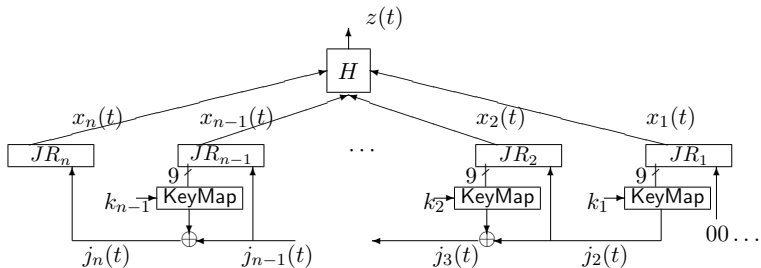 z(t)
H
x_n(t) x_{n−1}(t) x_2(t) x_1(t)
JR_n JR_{n−1} ... JR_2 JR_1
9 9 9
k_{n−1} KeyMap k_2 KeyMap k_1 KeyMap
00...
j_n(t) j_{n−1}(t) j_3(t) j_2(t)